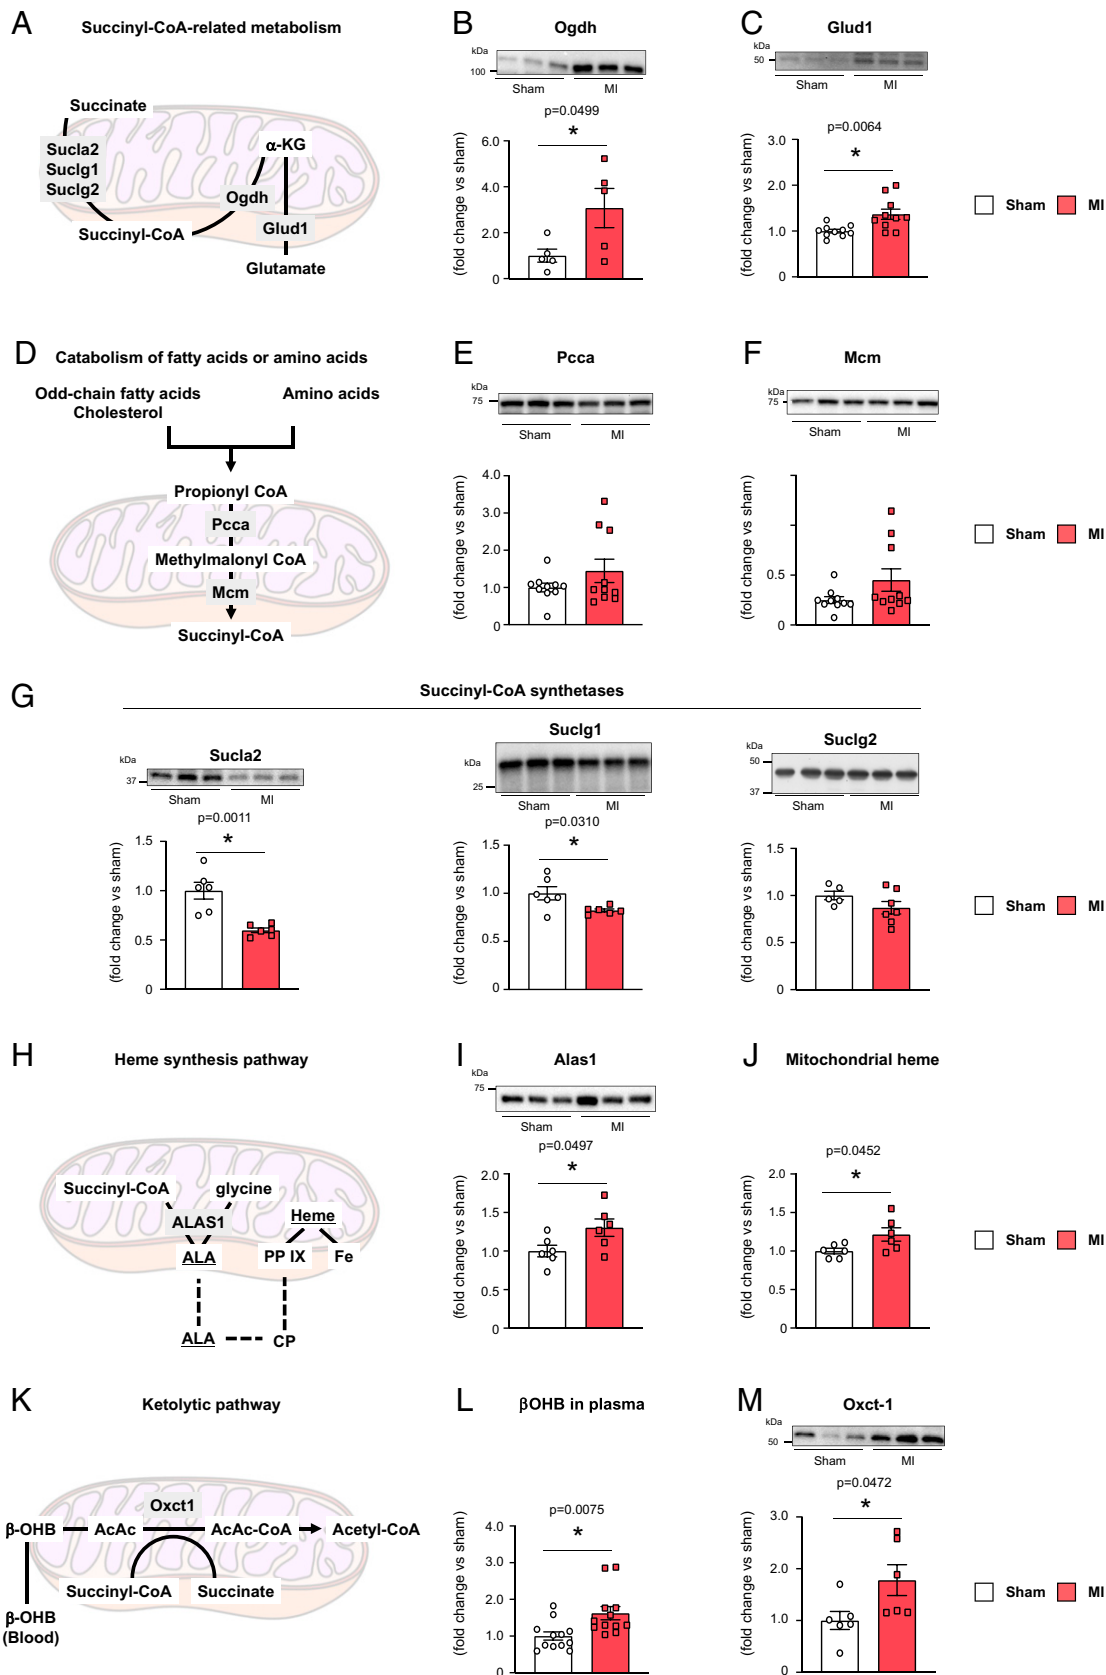 A
Succinyl-CoA-related metabolism
Succinate
Sucla2
Suclg1
Suclg2
Succinyl-CoA
α-KG
Ogdh
Glud1
Glutamate
B
Ogdh
kDa
100
Sham
MI
p=0.0499
*
(fold change vs sham)
6.0
4.0
2.0
0
C
Glud1
kDa
50
Sham
MI
p=0.0064
*
(fold change vs sham)
3.0
2.0
1.0
0
Sham
MI
D
Catabolism of fatty acids or amino acids
Odd-chain fatty acids
Cholesterol
Amino acids
Propionyl CoA
Pcca
Methylmalonyl CoA
Mcm
Succinyl-CoA
E
Pcca
kDa
75
Sham
MI
(fold change vs sham)
4.0
3.0
2.0
1.0
0
F
Mcm
kDa
75
Sham
MI
(fold change vs sham)
0.5
0
Sham
MI
G
Succinyl-CoA synthetases
Sucla2
kDa
37
Sham
MI
p=0.0011
*
(fold change vs sham)
1.5
1.0
0.5
0
Suclg1
kDa
25
Sham
MI
p=0.0310
*
(fold change vs sham)
1.5
1.0
0.5
0
Suclg2
kDa
50
37
Sham
MI
(fold change vs sham)
1.5
1.0
0.5
0
Sham
MI
H
Heme synthesis pathway
Succinyl-CoA
glycine
ALAS1
Heme
ALA
PP IX
Fe
ALA
CP
I
Alas1
kDa
75
Sham
MI
p=0.0497
*
(fold change vs sham)
2.0
1.5
1.0
0.5
0
J
Mitochondrial heme
p=0.0452
*
(fold change vs sham)
2.0
1.5
1.0
0.5
0
Sham
MI
K
Ketolytic pathway
Oxct1
β-OHB
AcAc
AcAc-CoA
Acetyl-CoA
Succinyl-CoA
Succinate
β-OHB
(Blood)
L
βOHB in plasma
p=0.0075
*
(fold change vs sham)
4.0
3.0
2.0
1.0
0
M
Oxct-1
kDa
50
Sham
MI
p=0.0472
*
(fold change vs sham)
3.0
2.0
1.0
0
Sham
MI